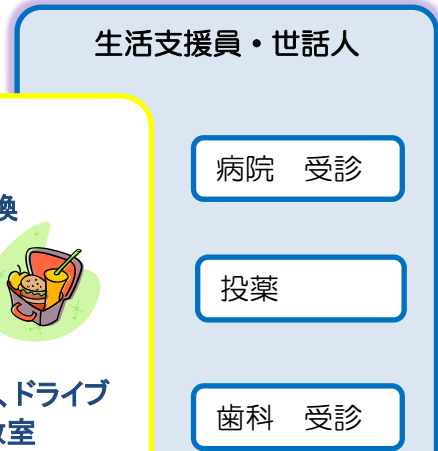 生活支援員・世話人
病院　受診
換
投薬
、ドライブ
歯科　受診
室